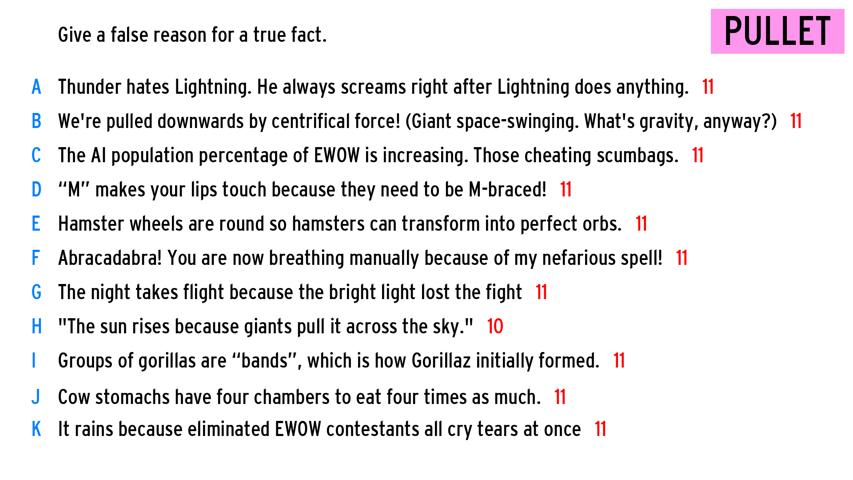 Give a false reason for a true fact.
PULLET
A Thunder hates Lightning. He always screams right after Lightning does anything. 11
B We're pulled downwards by centrifical force! (Giant space-swinging. What's gravity, anyway?) 11
C The AI population percentage of EWOW is increasing. Those cheating scumbags. 11
D “M” makes your lips touch because they need to be M-braced! 11
E Hamster wheels are round so hamsters can transform into perfect orbs. 11
F Abracadabra! You are now breathing manually because of my nefarious spell! 11
G The night takes flight because the bright light lost the fight 11
H "The sun rises because giants pull it across the sky." 10
I Groups of gorillas are “bands”, which is how Gorillaz initially formed. 11
J Cow stomachs have four chambers to eat four times as much. 11
K It rains because eliminated EWOW contestants all cry tears at once 11